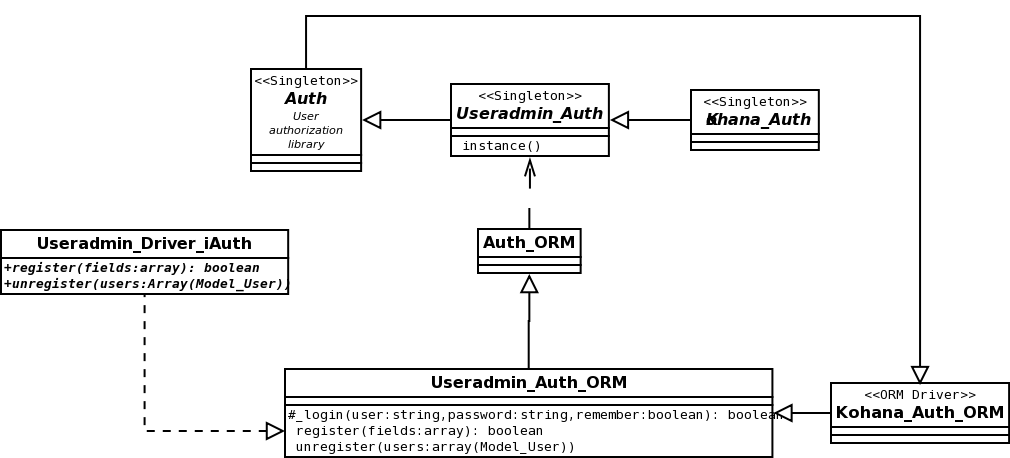 <<Singleton>>
Auth
User
authorization
library
<<Singleton>>
Useradmin_Auth
instance()
<<Singleton>>
Kohana_Auth
Useradmin_Driver_iAuth
+register(fields:array): boolean
+unregister(users:Array(Model_User))
Auth_ORM
Useradmin_Auth_ORM
#_login(user:string,password:string,remember:boolean): boolean
register(fields:array): boolean
unregister(users:array(Model_User))
<<ORM Driver>>
Kohana_Auth_ORM